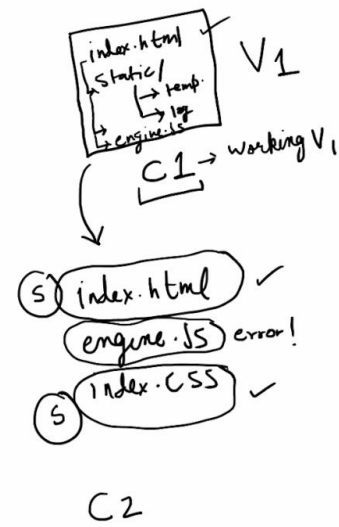 index.html
V1
Static/
→ temp.
→ log
→ engine.js
C1 → working V1
S index.html
engine.JS error!
index.CSS
S
C2